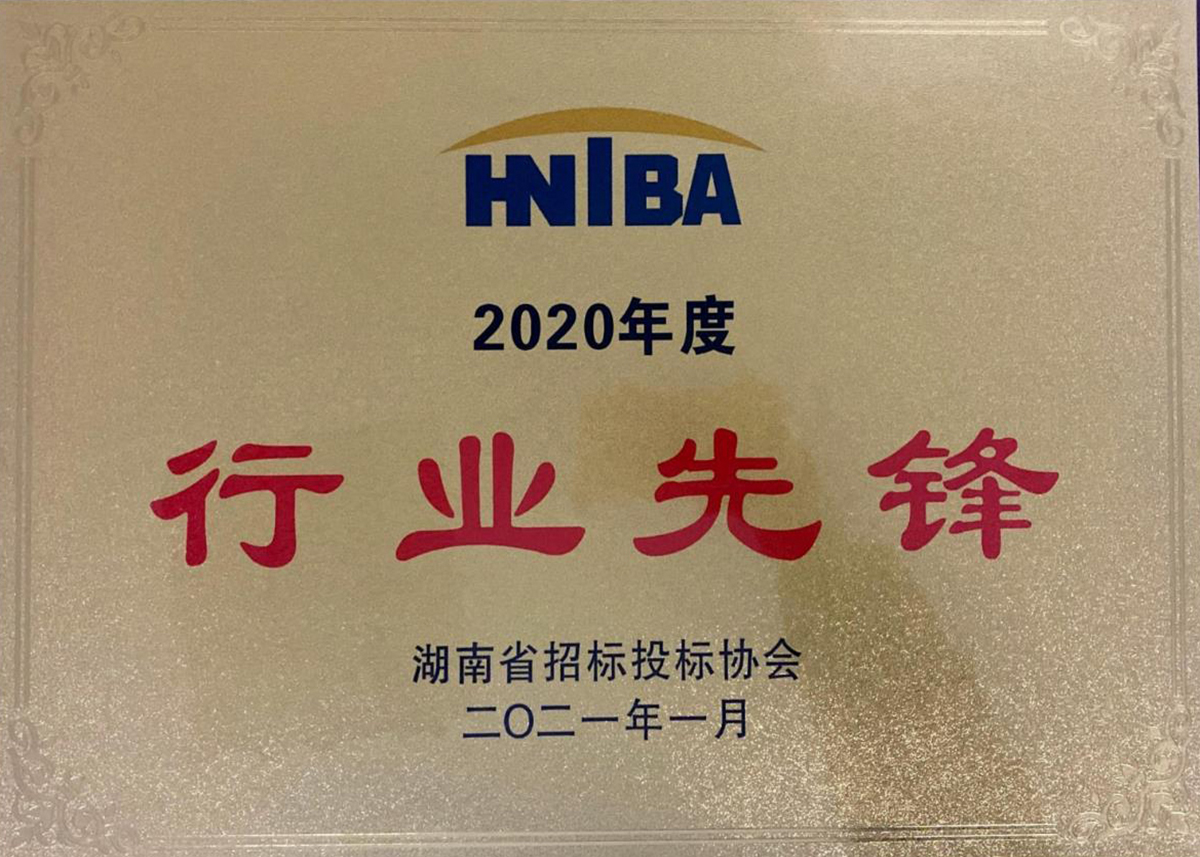 HNIBA
2020年度
行业先锋
湖南省招标投标协会
二〇二一年一月